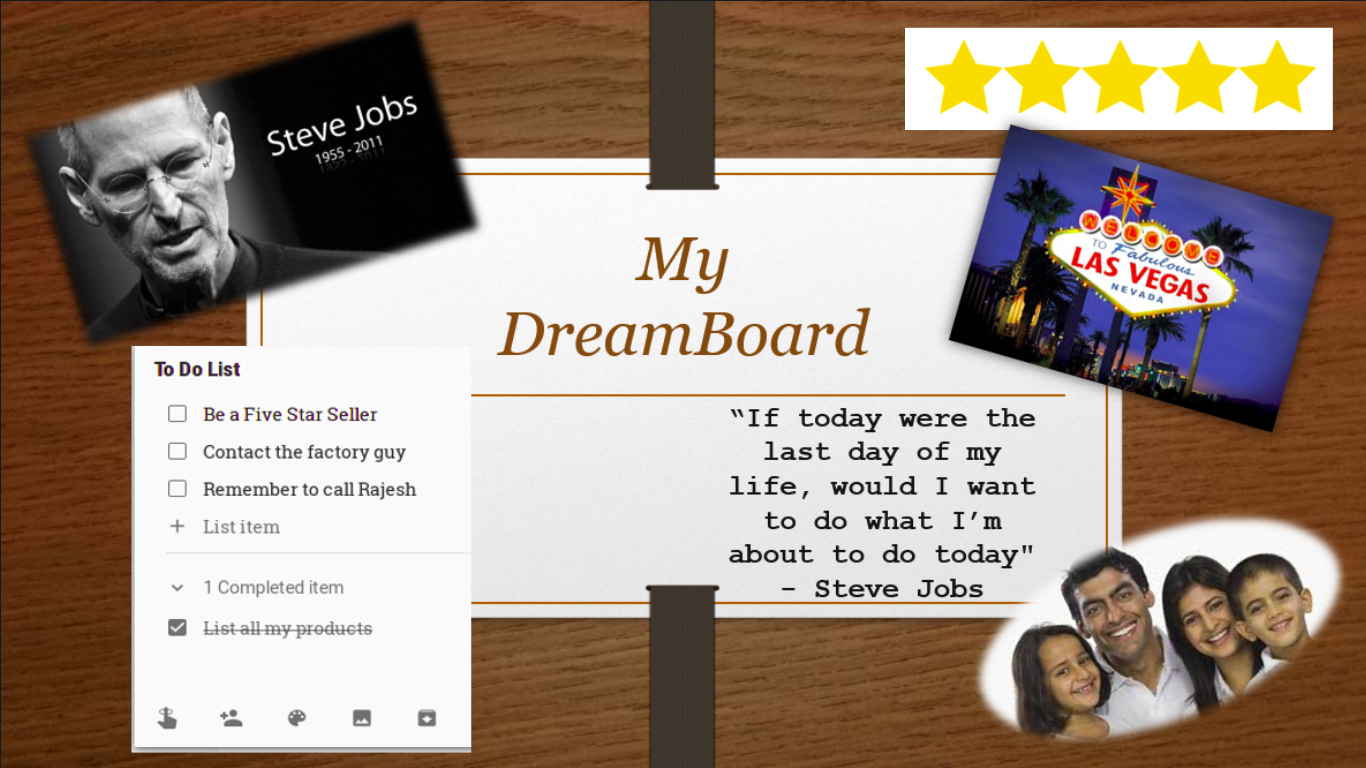 Steve Jobs
1955 - 2011
My
DreamBoard
WELCOME
TO Fabulous
LAS VEGAS
NEVADA
To Do List
Be a Five Star Seller
Contact the factory guy
Remember to call Rajesh
+ List item
1 Completed item
List all my products
“If today were the
last day of my
life, would I want
to do what I’m
about to do today"
– Steve Jobs